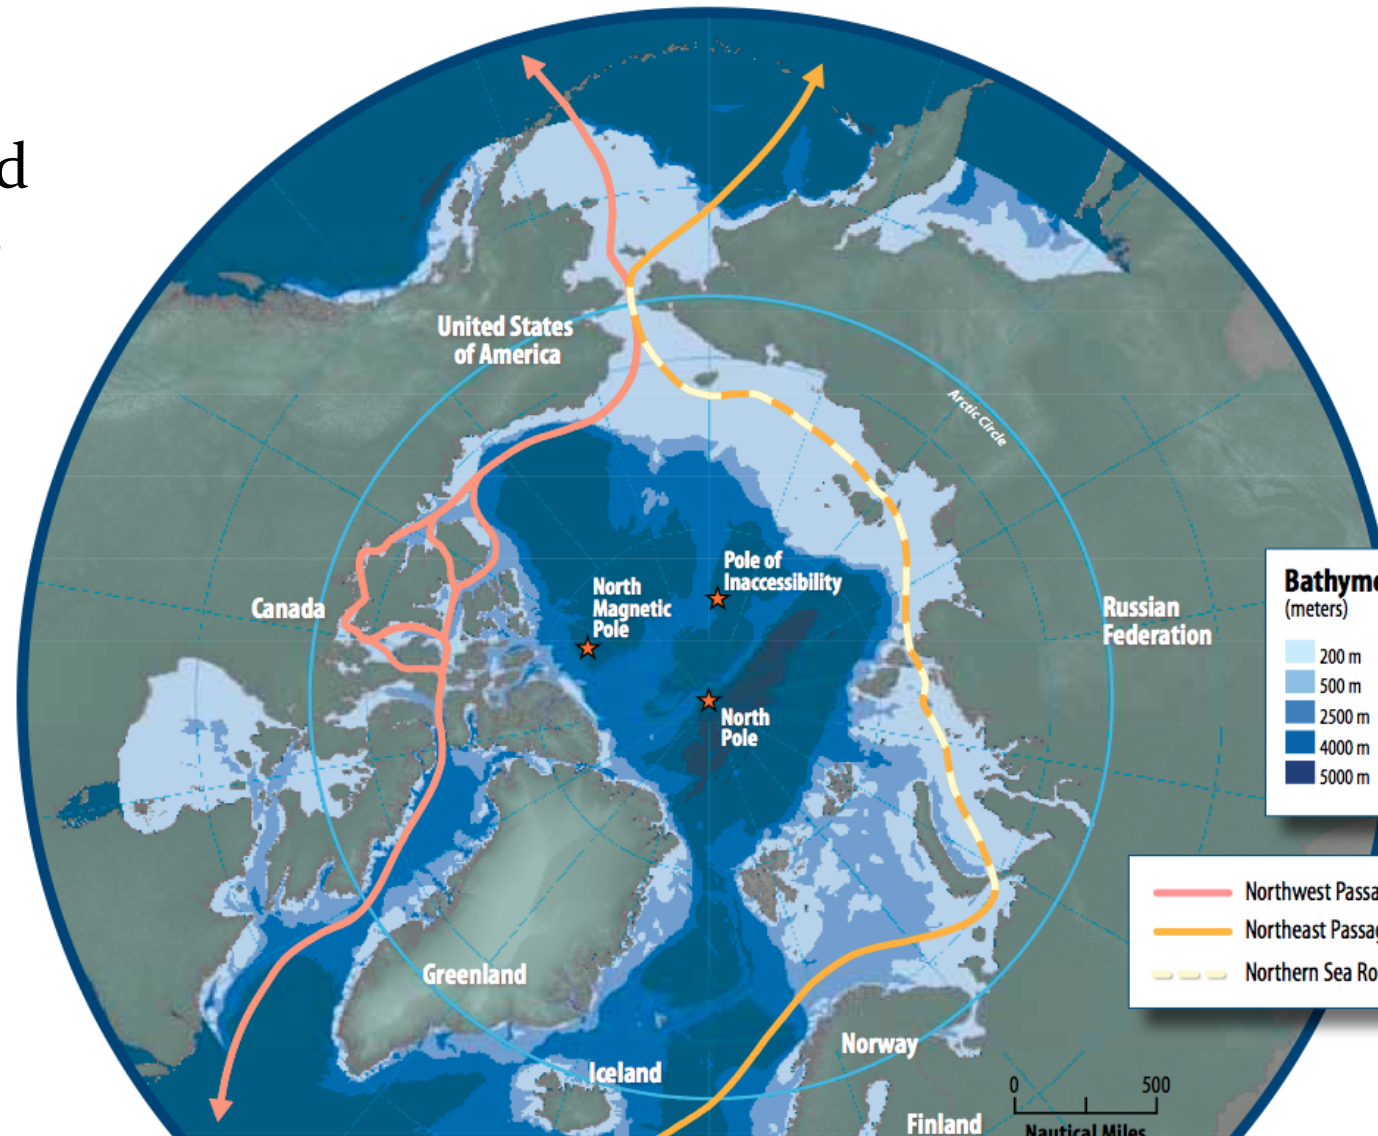 d
United States
of America
Arctic Circle
Pole of
Inaccessibility
North
Magnetic
Pole
Canada
Russian
Federation
North
Pole
Greenland
Iceland
Norway
Finland
Bathyme
(meters)
200 m
500 m
2500 m
4000 m
5000 m
Northwest Passa
Northeast Passag
Northern Sea Ro
0 500
Nautical Miles